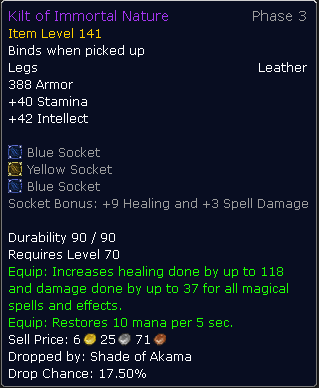 Kilt of Immortal Nature Phase 3
Item Level 141
Binds when picked up
Legs Leather
388 Armor
+40 Stamina
+42 Intellect
Blue Socket
Yellow Socket
Blue Socket
Socket Bonus: +9 Healing and +3 Spell Damage
Durability 90 / 90
Requires Level 70
Equip: Increases healing done by up to 118
and damage done by up to 37 for all magical
spells and effects.
Equip: Restores 10 mana per 5 sec.
Sell Price: 6 25 71
Dropped by: Shade of Akama
Drop Chance: 17.50%